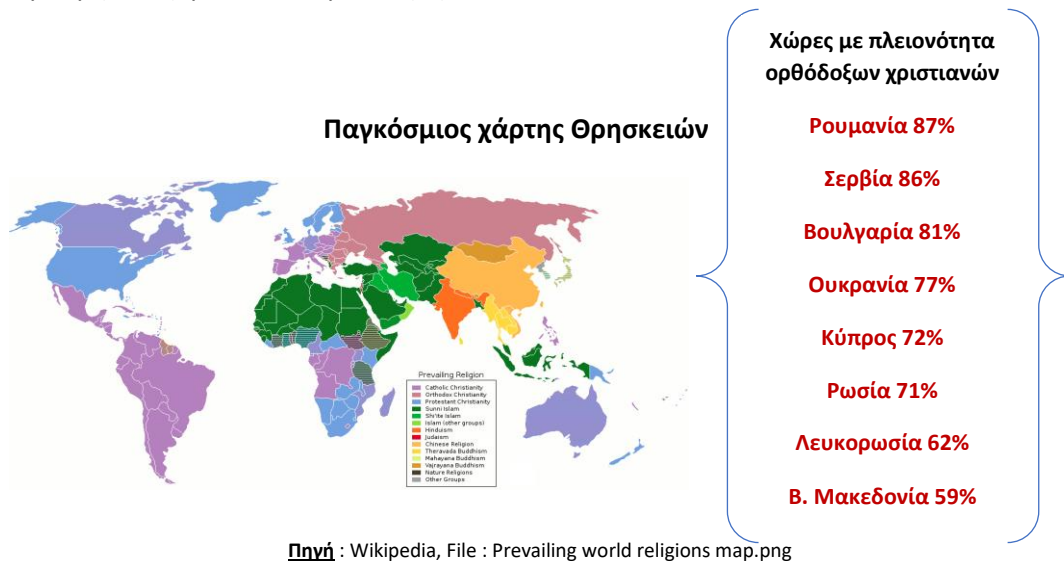 Χώρες με πλειονότητα
ορθόδοξων χριστιανών
Παγκόσμιος χάρτης Θρησκειών
Ρουμανία 87%
Σερβία 86%
Βουλγαρία 81%
Ουκρανία 77%
Κύπρος 72%
Ρωσία 71%
Λευκορωσία 62%
Β. Μακεδονία 59%
Prevailing Religion
Catholic Christianity
Orthodox Christianity
Protestant Christianity
Sunni Islam
Shi'ite Islam
Islam (other groups)
Hinduism
Judaism
Chinese Religion
Theravada Buddhism
Mahayana Buddhism
Vajrayana Buddhism
Nature Religions
Other Groups
Πηγή : Wikipedia, File : Prevailing world religions map.png